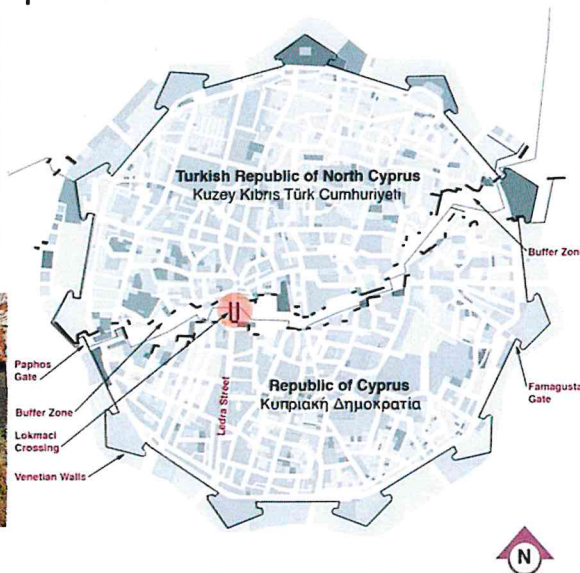 Turkish Republic of North Cyprus
Kuzey Kıbrıs Türk Cumhuriyeti
Buffer Zon
Paphos
Gate
Buffer Zone
Lokmaci
Crossing
Venetian Walls
Ledra Street
Republic of Cyprus
Κυπριακή Δημοκρατία
Famagusta
Gate
N